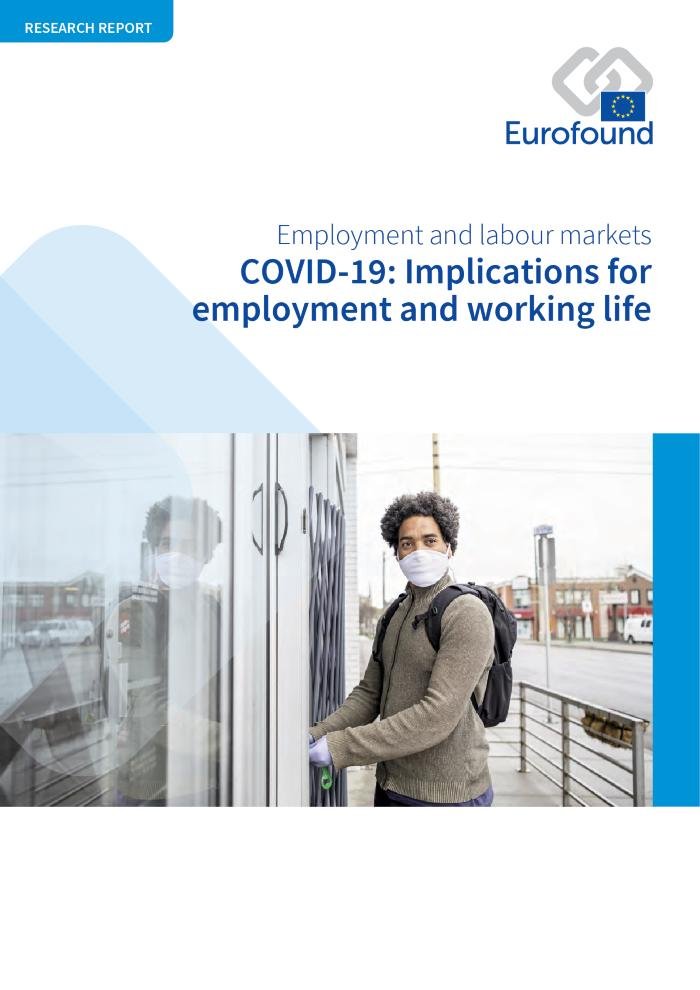 RESEARCH REPORT
Eurofound
Employment and labour markets
COVID-19: Implications for
employment and working life